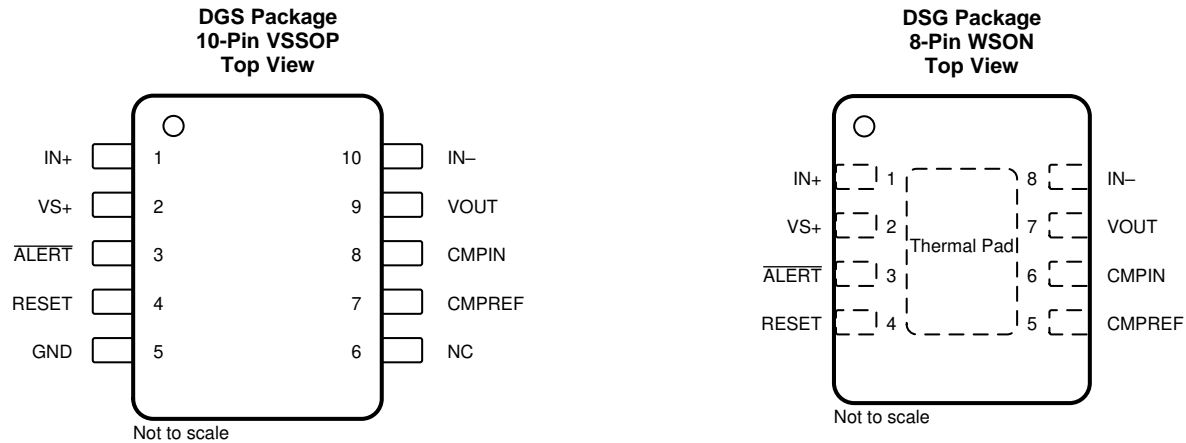 DGS Package
10-Pin VSSOP
Top View
IN+ 1 10 IN–
VS+ 2 9 VOUT
ALERT 3 8 CMPIN
RESET 4 7 CMPREF
GND 5 6 NC
Not to scale
DSG Package
8-Pin WSON
Top View
IN+ 1 8 IN–
VS+ 2 7 VOUT
Thermal Pad
ALERT 3 6 CMPIN
RESET 4 5 CMPREF
Not to scale